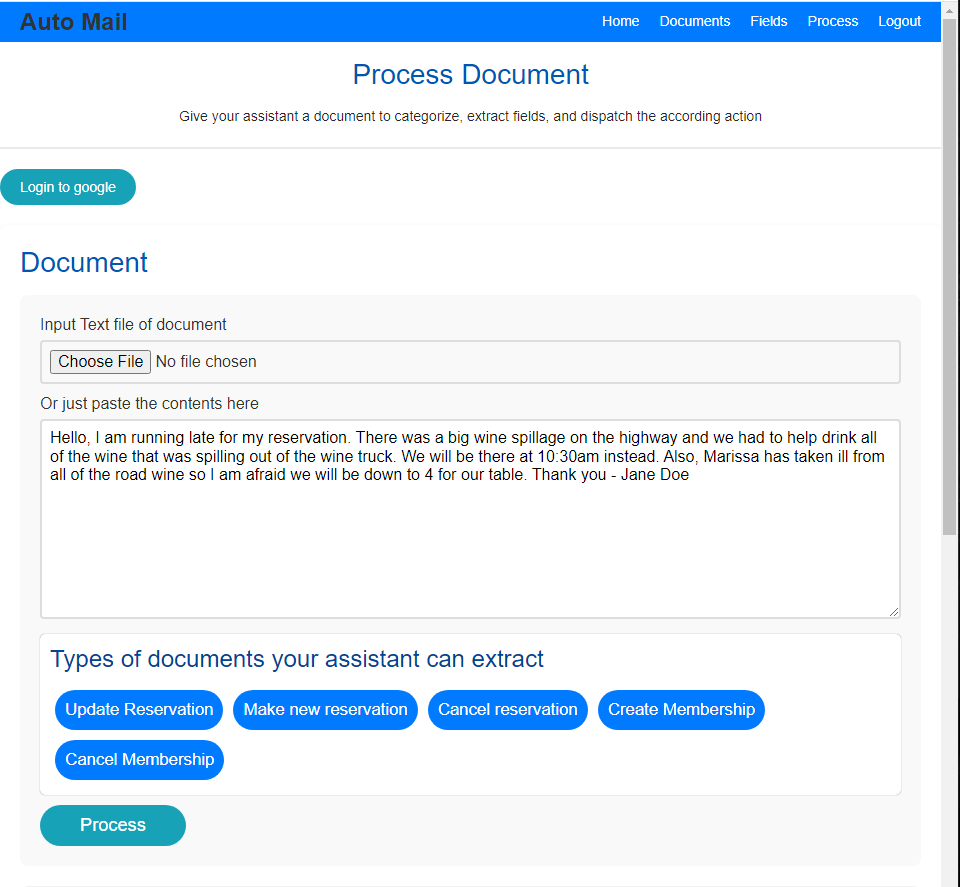 Auto Mail
Home Documents Fields Process Logout
Process Document
Give your assistant a document to categorize, extract fields, and dispatch the according action
Login to google
Document
Input Text file of document
Choose File No file chosen
Or just paste the contents here
Hello, I am running late for my reservation. There was a big wine spillage on the highway and we had to help drink all
of the wine that was spilling out of the wine truck. We will be there at 10:30am instead. Also, Marissa has taken ill from
all of the road wine so I am afraid we will be down to 4 for our table. Thank you - Jane Doe
Types of documents your assistant can extract
Update Reservation Make new reservation Cancel reservation Create Membership
Cancel Membership
Process